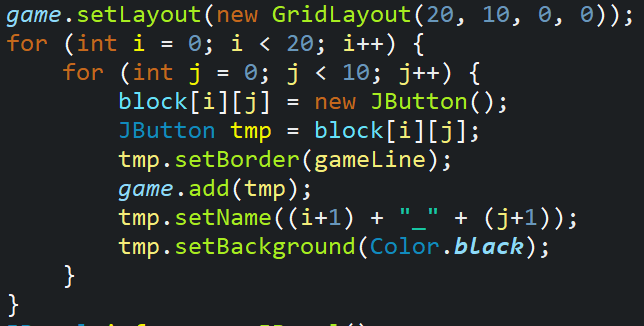 game.setLayout(new GridLayout(20, 10, 0, 0));
for (int i = 0; i < 20; i++) {
    for (int j = 0; j < 10; j++) {
        block[i][j] = new JButton();
        JButton tmp = block[i][j];
        tmp.setBorder(gameLine);
        game.add(tmp);
        tmp.setName((i+1) + "_" + (j+1));
        tmp.setBackground(Color.black);
    }
}